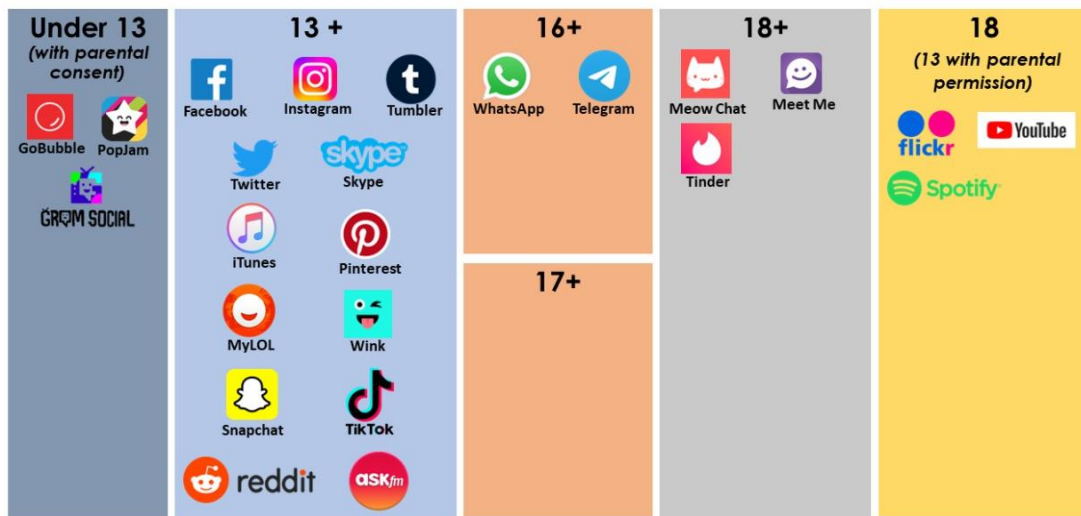 Under 13
(with parental
consent)
GoBubble
PopJam
GROM SOCIAL
13 +
Facebook
Instagram
Tumbler
Twitter
skype
Skype
iTunes
Pinterest
MyLOL
Wink
Snapchat
TikTok
reddit
ASKfm
16+
WhatsApp
Telegram
17+
18+
Meow Chat
Meet Me
Tinder
18
(13 with parental
permission)
flickr
YouTube
Spotify